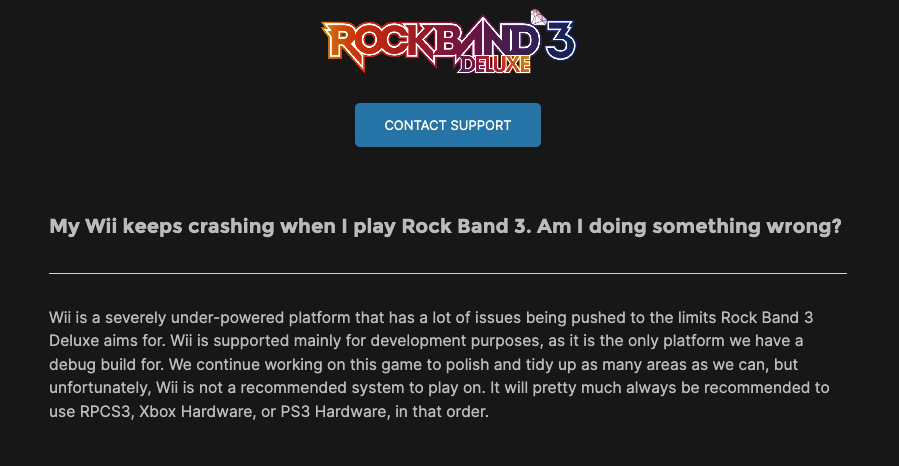 ROCKBAND 3
DELUXE
CONTACT SUPPORT
My Wii keeps crashing when I play Rock Band 3. Am I doing something wrong?
Wii is a severely under-powered platform that has a lot of issues being pushed to the limits Rock Band 3
Deluxe aims for. Wii is supported mainly for development purposes, as it is the only platform we have a
debug build for. We continue working on this game to polish and tidy up as many areas as we can, but
unfortunately, Wii is not a recommended system to play on. It will pretty much always be recommended to
use RPCS3, Xbox Hardware, or PS3 Hardware, in that order.